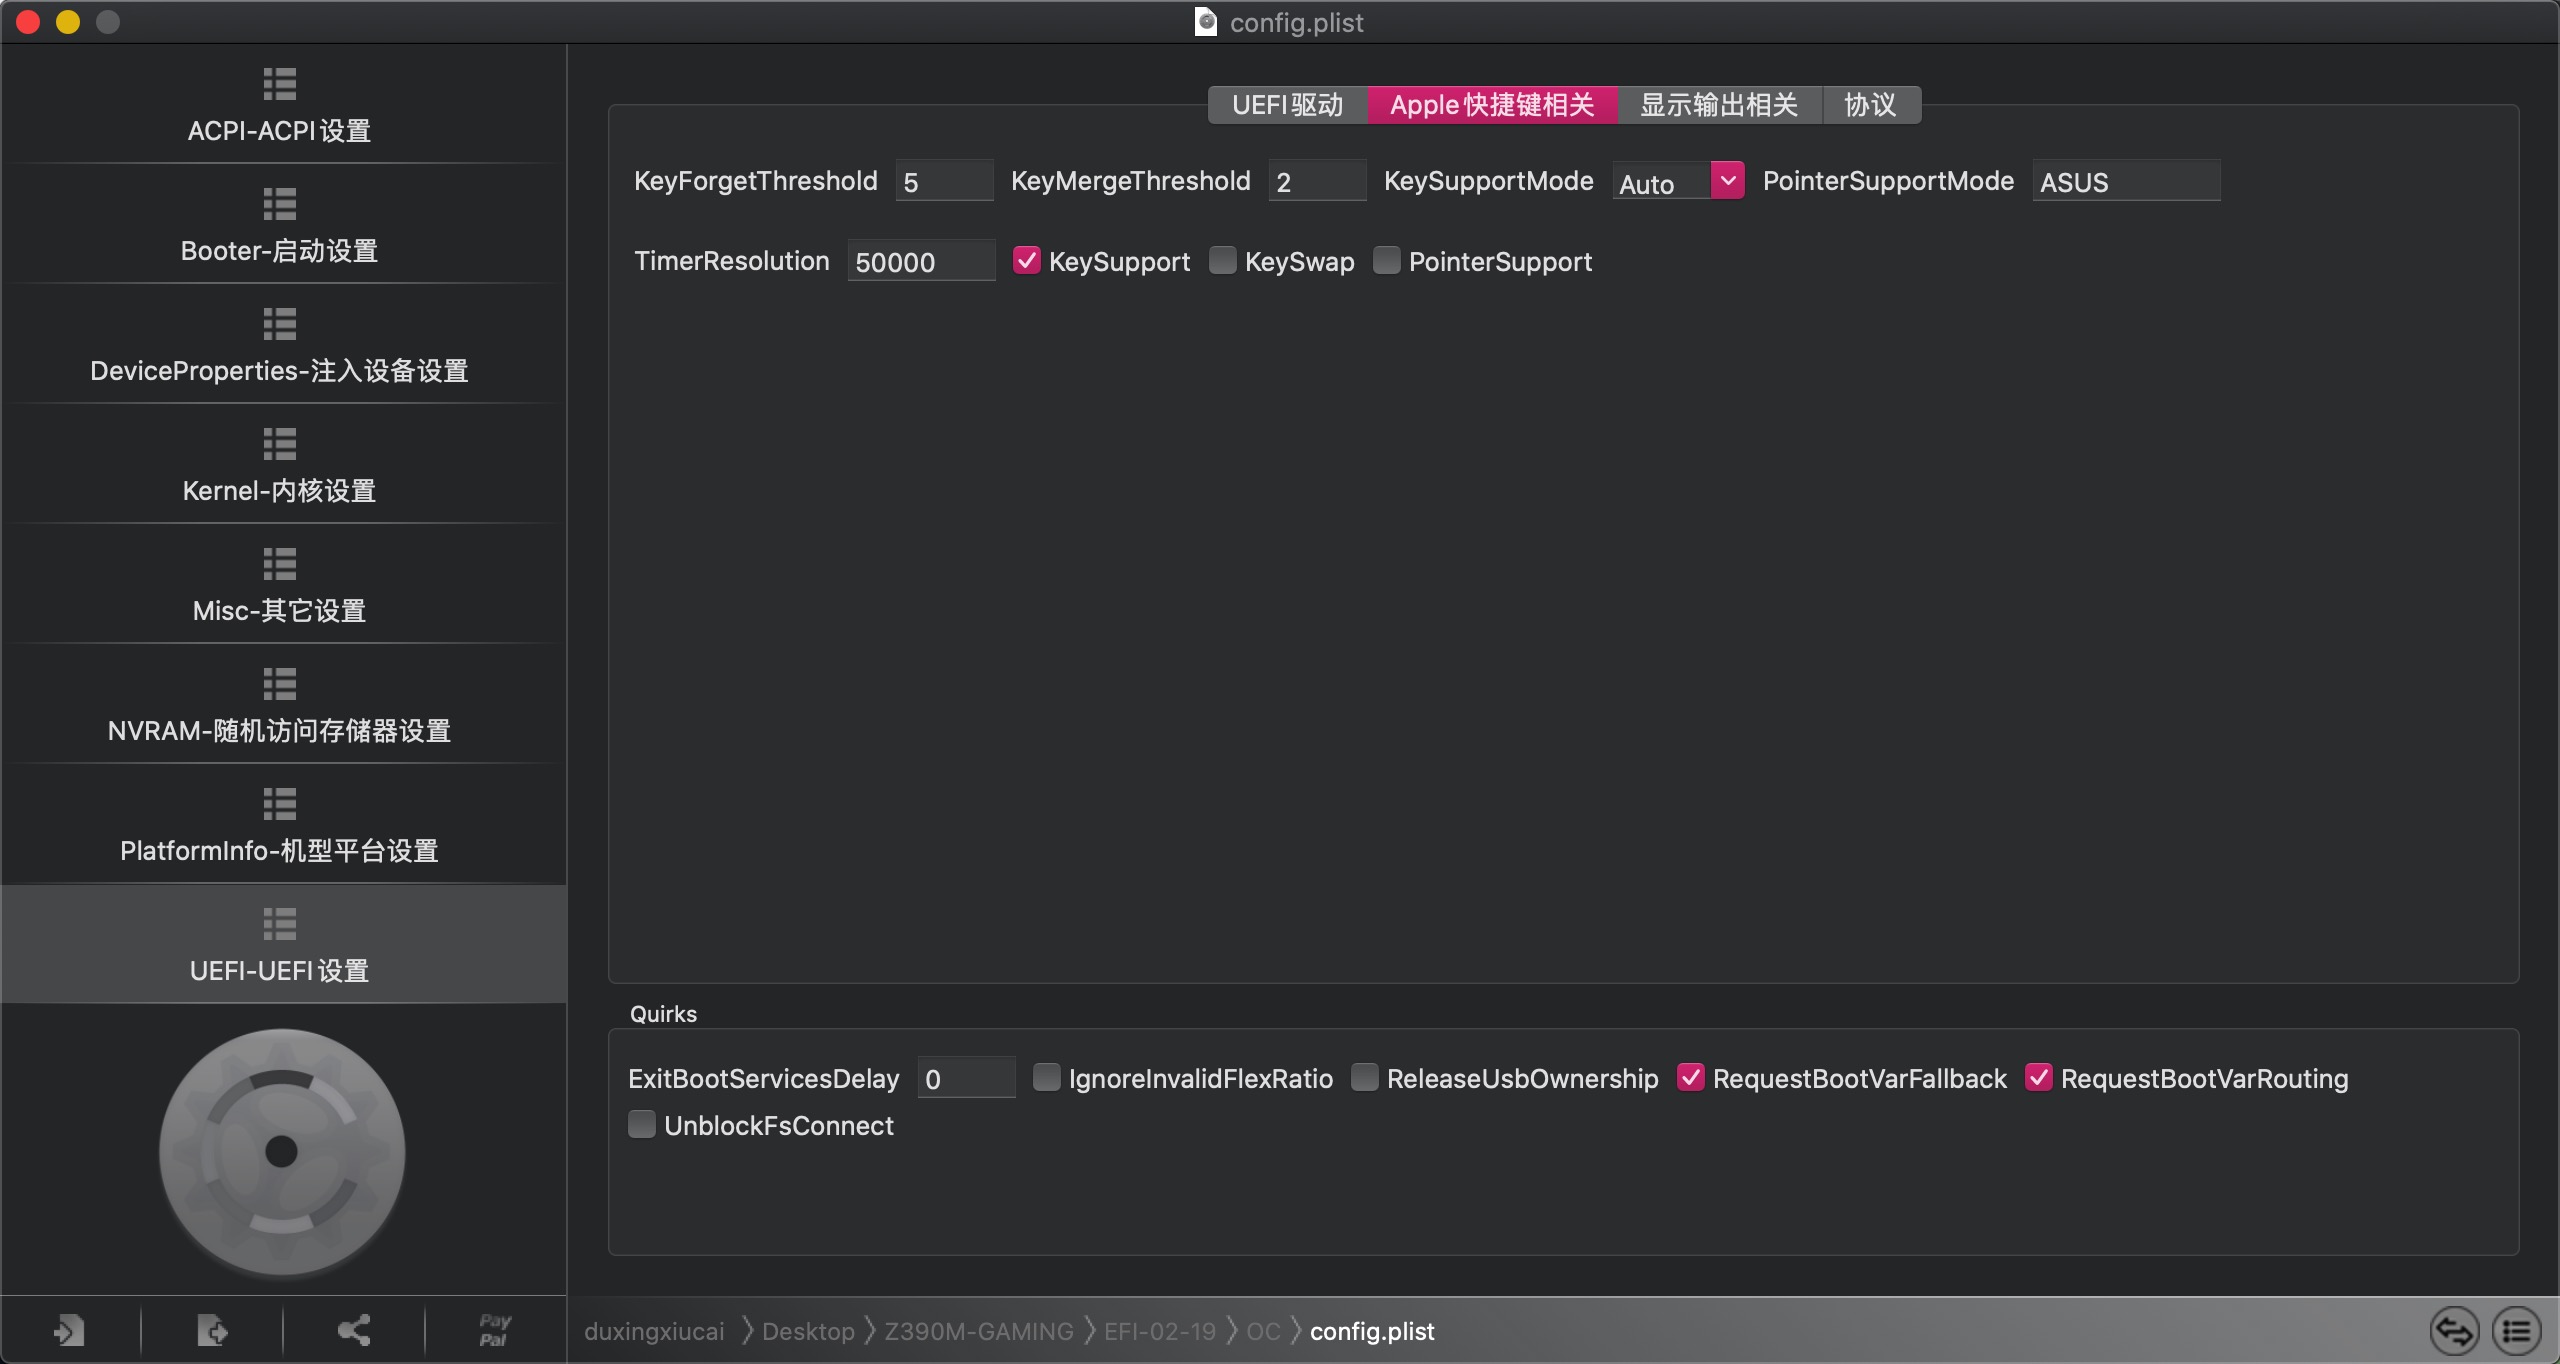 config.plist
ACPI-ACPI设置
Booter-启动设置
DeviceProperties-注入设备设置
Kernel-内核设置
Misc-其它设置
NVRAM-随机访问存储器设置
PlatformInfo-机型平台设置
UEFI-UEFI设置
Pay
Pal
UEFI驱动 Apple快捷键相关 显示输出相关 协议
KeyForgetThreshold 5 KeyMergeThreshold 2 KeySupportMode Auto PointerSupportMode ASUS
TimerResolution 50000 KeySupport KeySwap PointerSupport
Quirks
ExitBootServicesDelay 0 IgnoreInvalidFlexRatio ReleaseUsbOwnership RequestBootVarFallback RequestBootVarRouting
UnblockFsConnect
duxingxiucai 〉Desktop 〉Z390M-GAMING 〉EFI-02-19 〉OC 〉config.plist